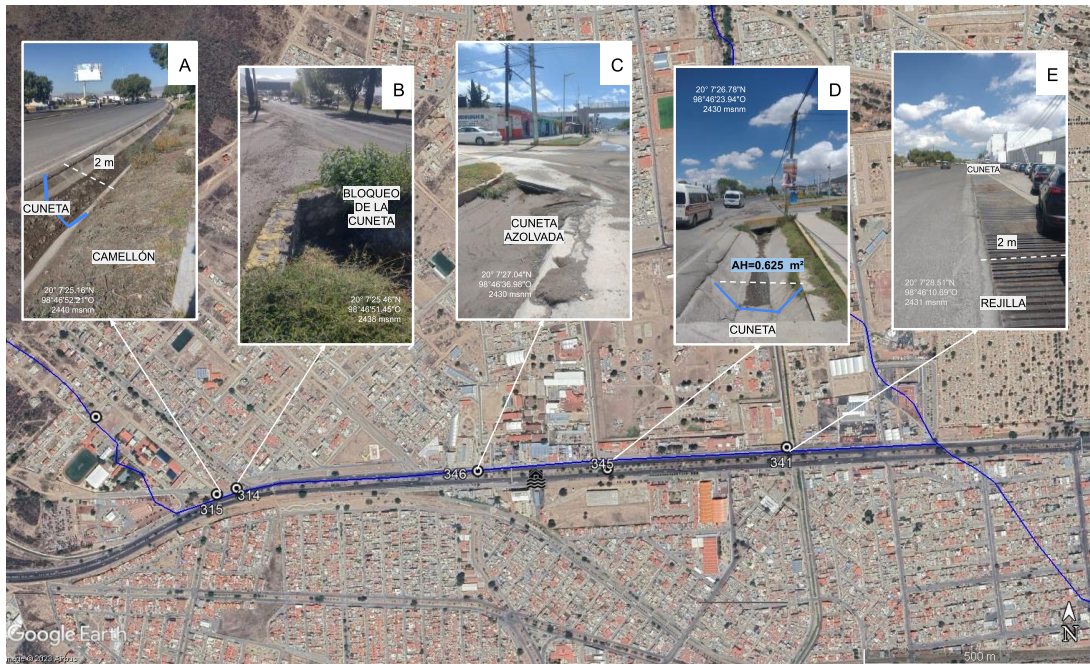 A
2 m
CUNETA
CAMELLÓN
20° 7'25.16"N
98°46'52.21"O
2440 msnm
B
BLOQUEO
DE LA
CUNETA
20° 7'25.46"N
98°46'51.45"O
2438 msnm
C
CUNETA
AZOLVADA
20° 7'27.04"N
98°46'36.98"O
2430 msnm
D
20° 7'26.78"N
98°46'23.94"O
2430 msnm
AH=0.625 m²
CUNETA
E
CUNETA
2 m
20° 7'28.51"N
98°46'10.69"O
2431 msnm
REJILLA
315
314
346
345
341
Google Earth
mage © 2023 Airbus
N
500 m